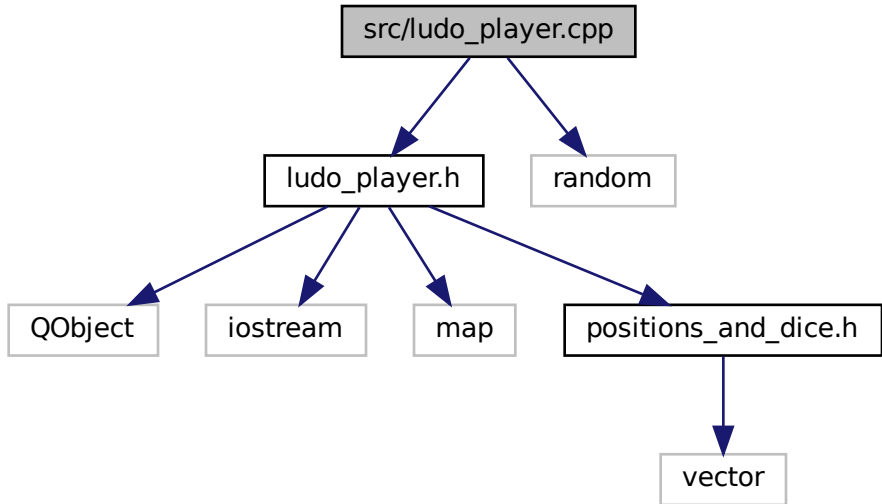 src/ludo_player.cpp
ludo_player.h
random
QObject
iostream
map
positions_and_dice.h
vector